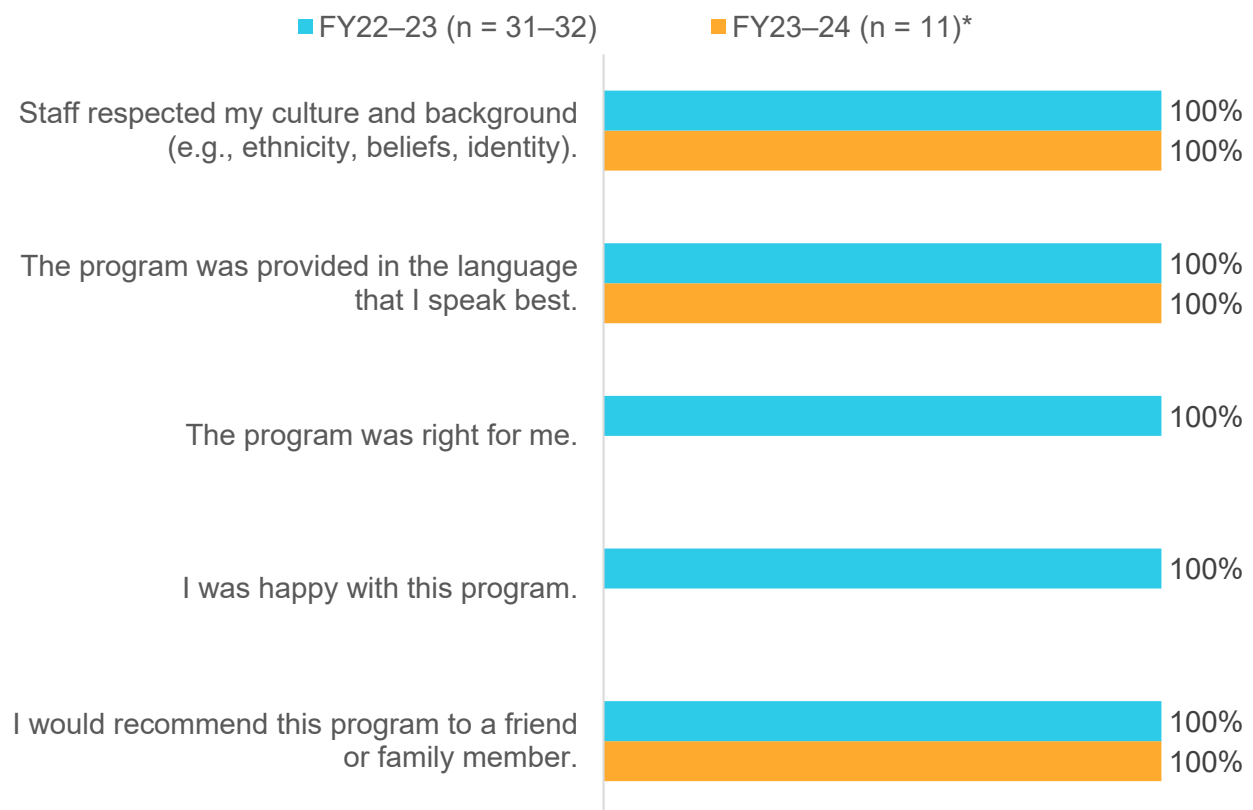 FY22–23 (n = 31–32) FY23–24 (n = 11)*
Staff respected my culture and background
(e.g., ethnicity, beliefs, identity).
100%
100%
The program was provided in the language
that I speak best.
100%
100%
The program was right for me.
100%
I was happy with this program.
100%
I would recommend this program to a friend
or family member.
100%
100%